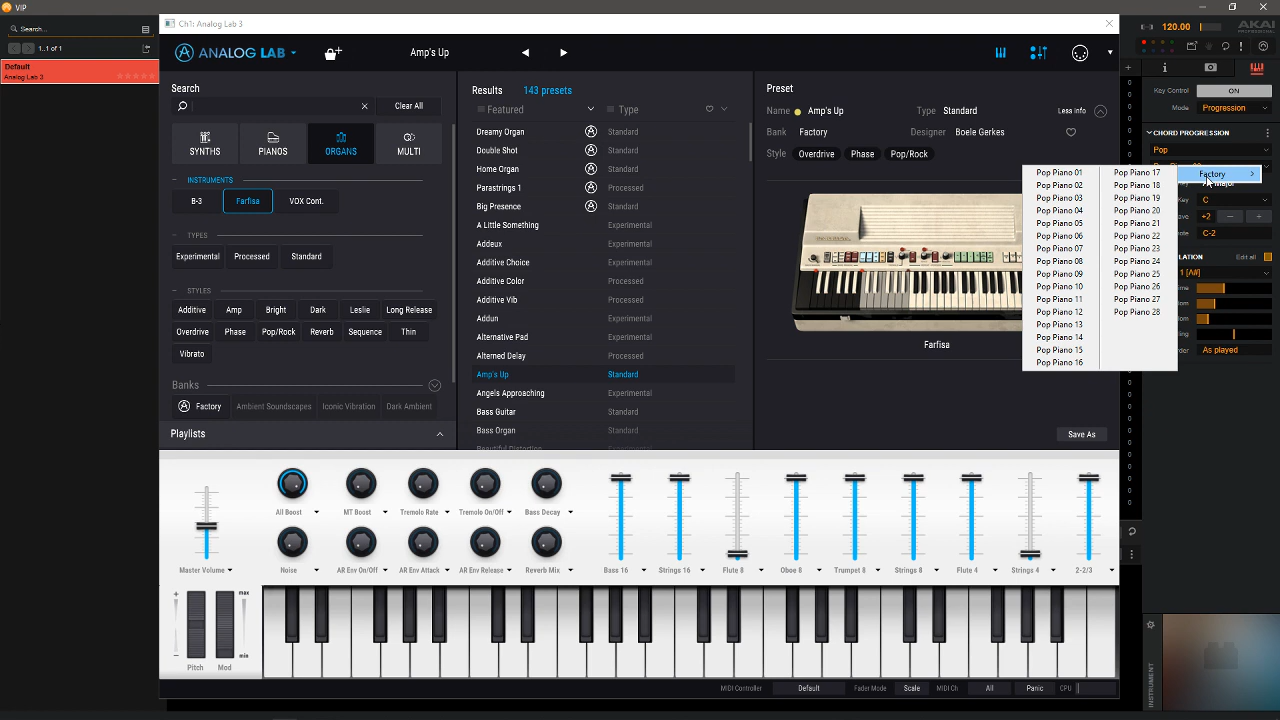 VIP
Search...
1..1 of 1
Default
Analog Lab 3
Ch1: Analog Lab 3
ANALOG LAB
Amp's Up
120.00
AKAI
PROFESSIONAL
Search
Clear All
SYNTHS
PIANOS
ORGANS
MULTI
INSTRUMENTS
B-3
Farfisa
VOX Cont.
TYPES
Experimental
Processed
Standard
STYLES
Additive
Amp
Bright
Dark
Leslie
Long Release
Overdrive
Phase
Pop/Rock
Reverb
Sequence
Thin
Vibrato
Banks
Factory
Ambient Soundscapes
Iconic Vibration
Dark Ambient
Playlists
Results
143 presets
Featured
Type
Dreamy Organ Standard
Double Shot Standard
Home Organ Standard
Parastrings 1 Processed
Big Presence Standard
A Little Something Experimental
Addeux Experimental
Additive Choice Experimental
Additive Color Experimental
Additive Vib Processed
Addun Experimental
Alternative Pad Experimental
Alterned Delay Processed
Amp's Up Standard
Angels Approaching Experimental
Bass Guitar Standard
Bass Organ Standard
Beautiful Distortion
Preset
Name Amp's Up
Type Standard
Less info
Bank Factory
Designer Boele Gerkes
Style Overdrive Phase Pop/Rock
Farfisa
Save As
Key Control ON
Mode Progression
CHORD PROGRESSION
Pop
Factory
Pop Piano 01
Pop Piano 02
Pop Piano 03
Pop Piano 04
Pop Piano 05
Pop Piano 06
Pop Piano 07
Pop Piano 08
Pop Piano 09
Pop Piano 10
Pop Piano 11
Pop Piano 12
Pop Piano 13
Pop Piano 14
Pop Piano 15
Pop Piano 16
Pop Piano 17
Pop Piano 18
Pop Piano 19
Pop Piano 20
Pop Piano 21
Pop Piano 22
Pop Piano 23
Pop Piano 24
Pop Piano 25
Pop Piano 26
Pop Piano 27
Pop Piano 28
Major
Key C
+2
C-2
Edit all
1 [A#]
As played
All Boost
MT Boost
Tremolo Rate
Tremolo On/Off
Bass Decay
Noise
AR Env On/Off
AR Env Attack
AR Env Release
Reverb Mix
Master Volume
Bass 16
Strings 16
Flute 8
Oboe 8
Trumpet 8
Strings 8
Flute 4
Strings 4
2-2/3
max
min
Pitch
Mod
MIDI Controller
Default
Fader Mode
Scale
MIDI Ch
All
Panic
CPU
INSTRUMENT